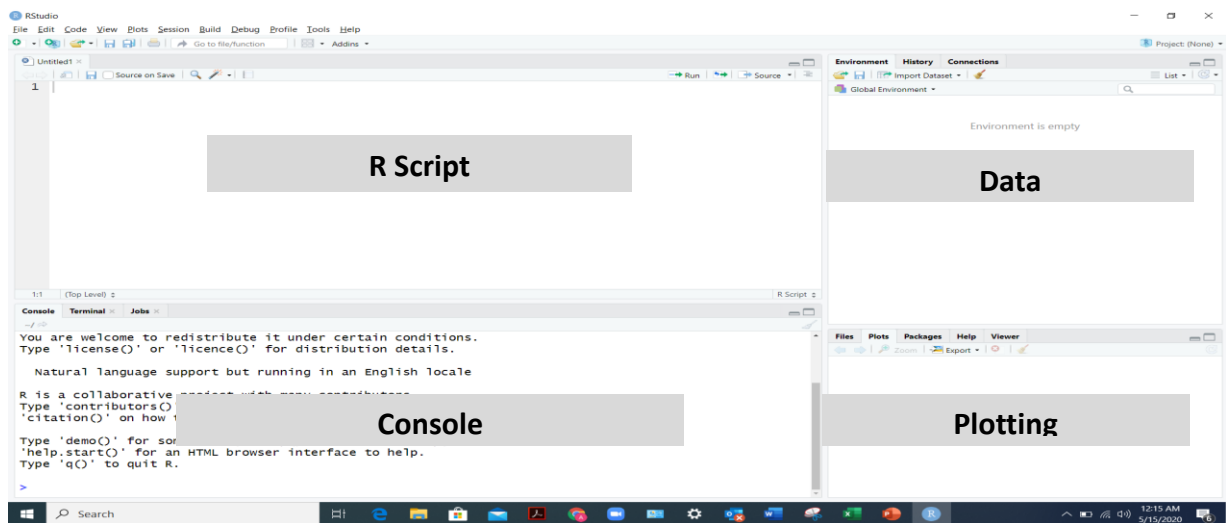 RStudio
File Edit Code View Plots Session Build Debug Profile Tools Help
Go to file/function Addins Project: (None)
Untitled1
Source on Save Run Source
1
R Script
1:1 (Top Level) R Script
Console Terminal Jobs
~/
You are welcome to redistribute it under certain conditions.
Type 'license()' or 'licence()' for distribution details.
Natural language support but running in an English locale
R is a collaborative project with many contributors.
Type 'contributors()'
'citation()' on how
Console
Type 'demo()' for some
'help.start()' for an HTML browser interface to help.
Type 'q()' to quit R.
>
Environment History Connections
Import Dataset List
Global Environment
Environment is empty
Data
Files Plots Packages Help Viewer
Zoom Export
Plotting
Search
12:15 AM
5/15/2020
6